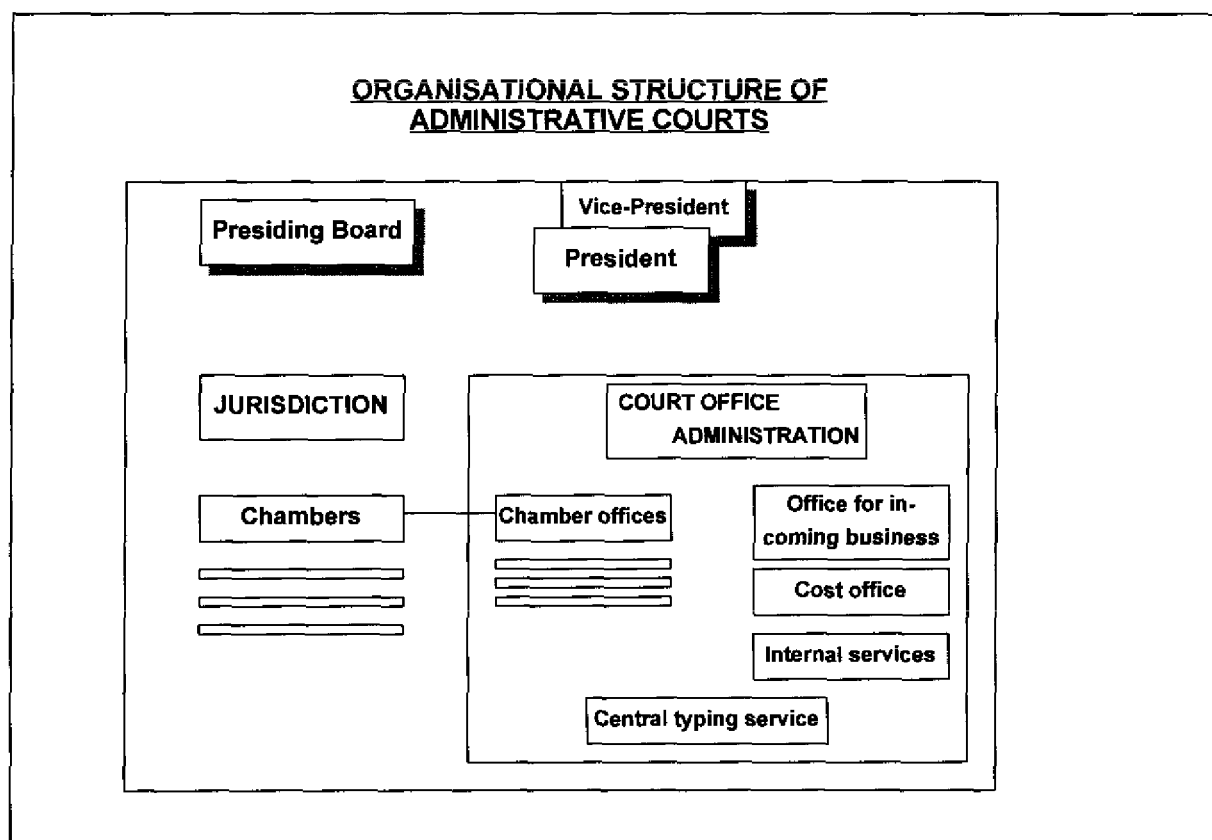 ORGANISATIONAL STRUCTURE OF
ADMINISTRATIVE COURTS
Presiding Board
Vice-President
President
JURISDICTION
COURT OFFICE
ADMINISTRATION
Chambers
Chamber offices
Office for in-
coming business
Cost office
Internal services
Central typing service